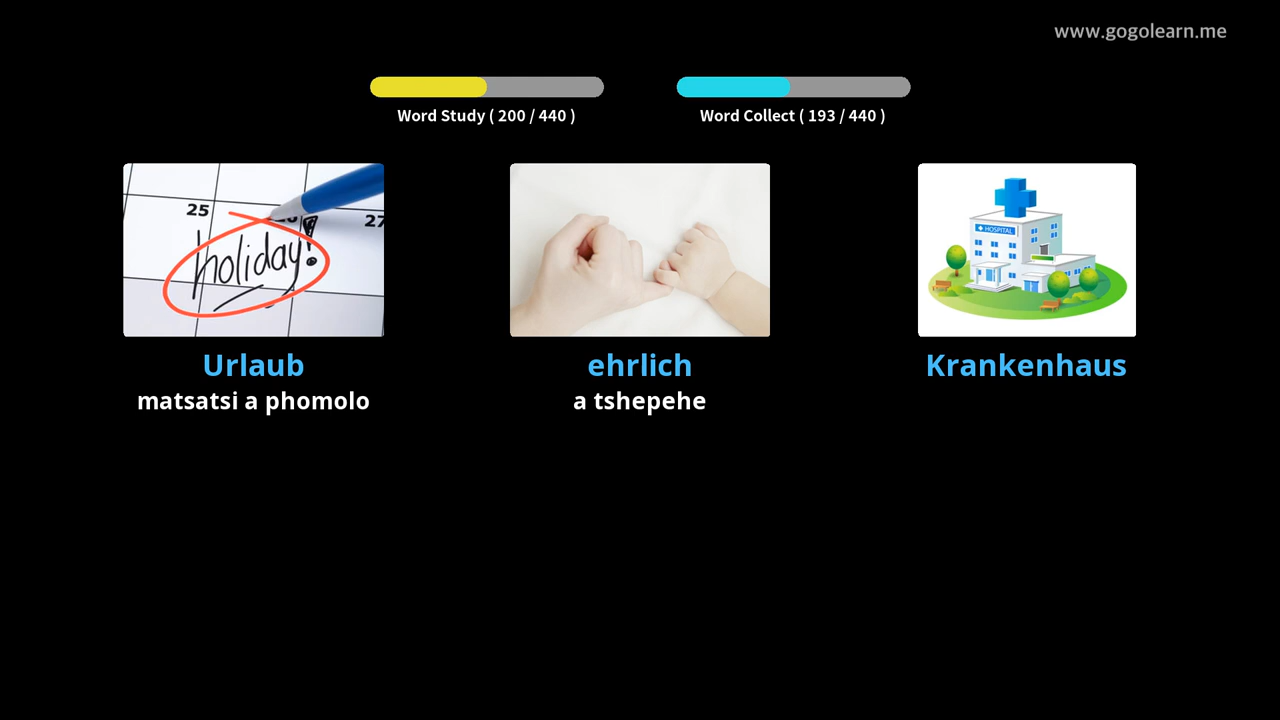 www.gogolearn.me
Word Study ( 200 / 440 )
Word Collect ( 193 / 440 )
25
27
holiday!
HOSPITAL
Urlaub
ehrlich
Krankenhaus
matsatsi a phomolo
a tshepehe